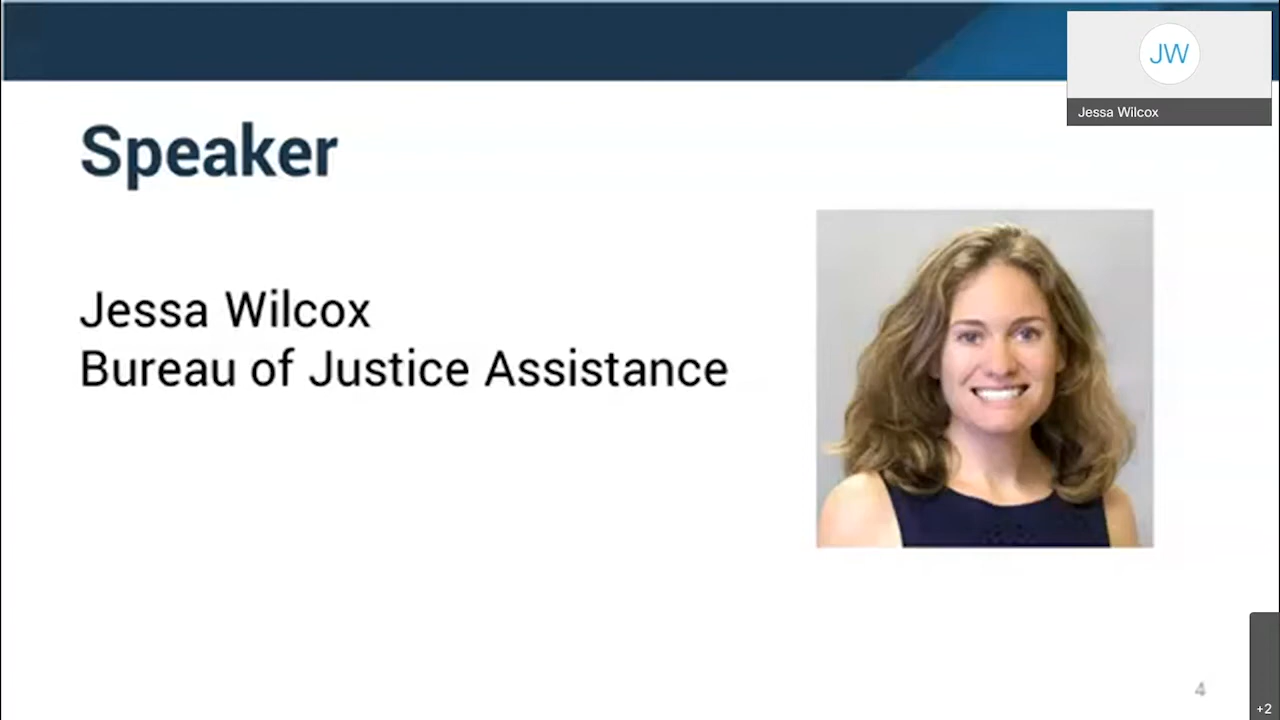 JW
Jessa Wilcox
Speaker
Jessa Wilcox
Bureau of Justice Assistance
4
+2